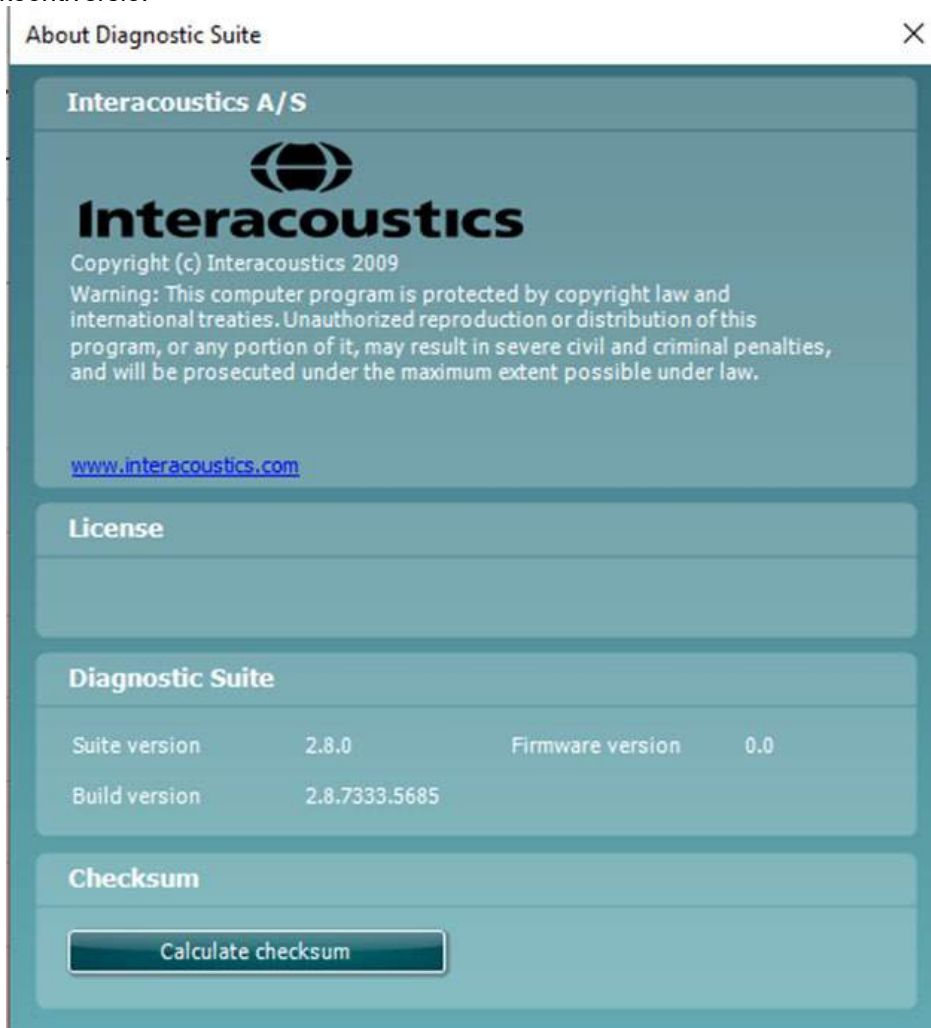 About Diagnostic Suite
Interacoustics A/S
Interacoustics
Copyright (c) Interacoustics 2009
Warning: This computer program is protected by copyright law and
international treaties. Unauthorized reproduction or distribution of this
program, or any portion of it, may result in severe civil and criminal penalties,
and will be prosecuted under the maximum extent possible under law.
www.interacoustics.com
License
Diagnostic Suite
Suite version 2.8.0 Firmware version 0.0
Build version 2.8.7333.5685
Checksum
Calculate checksum